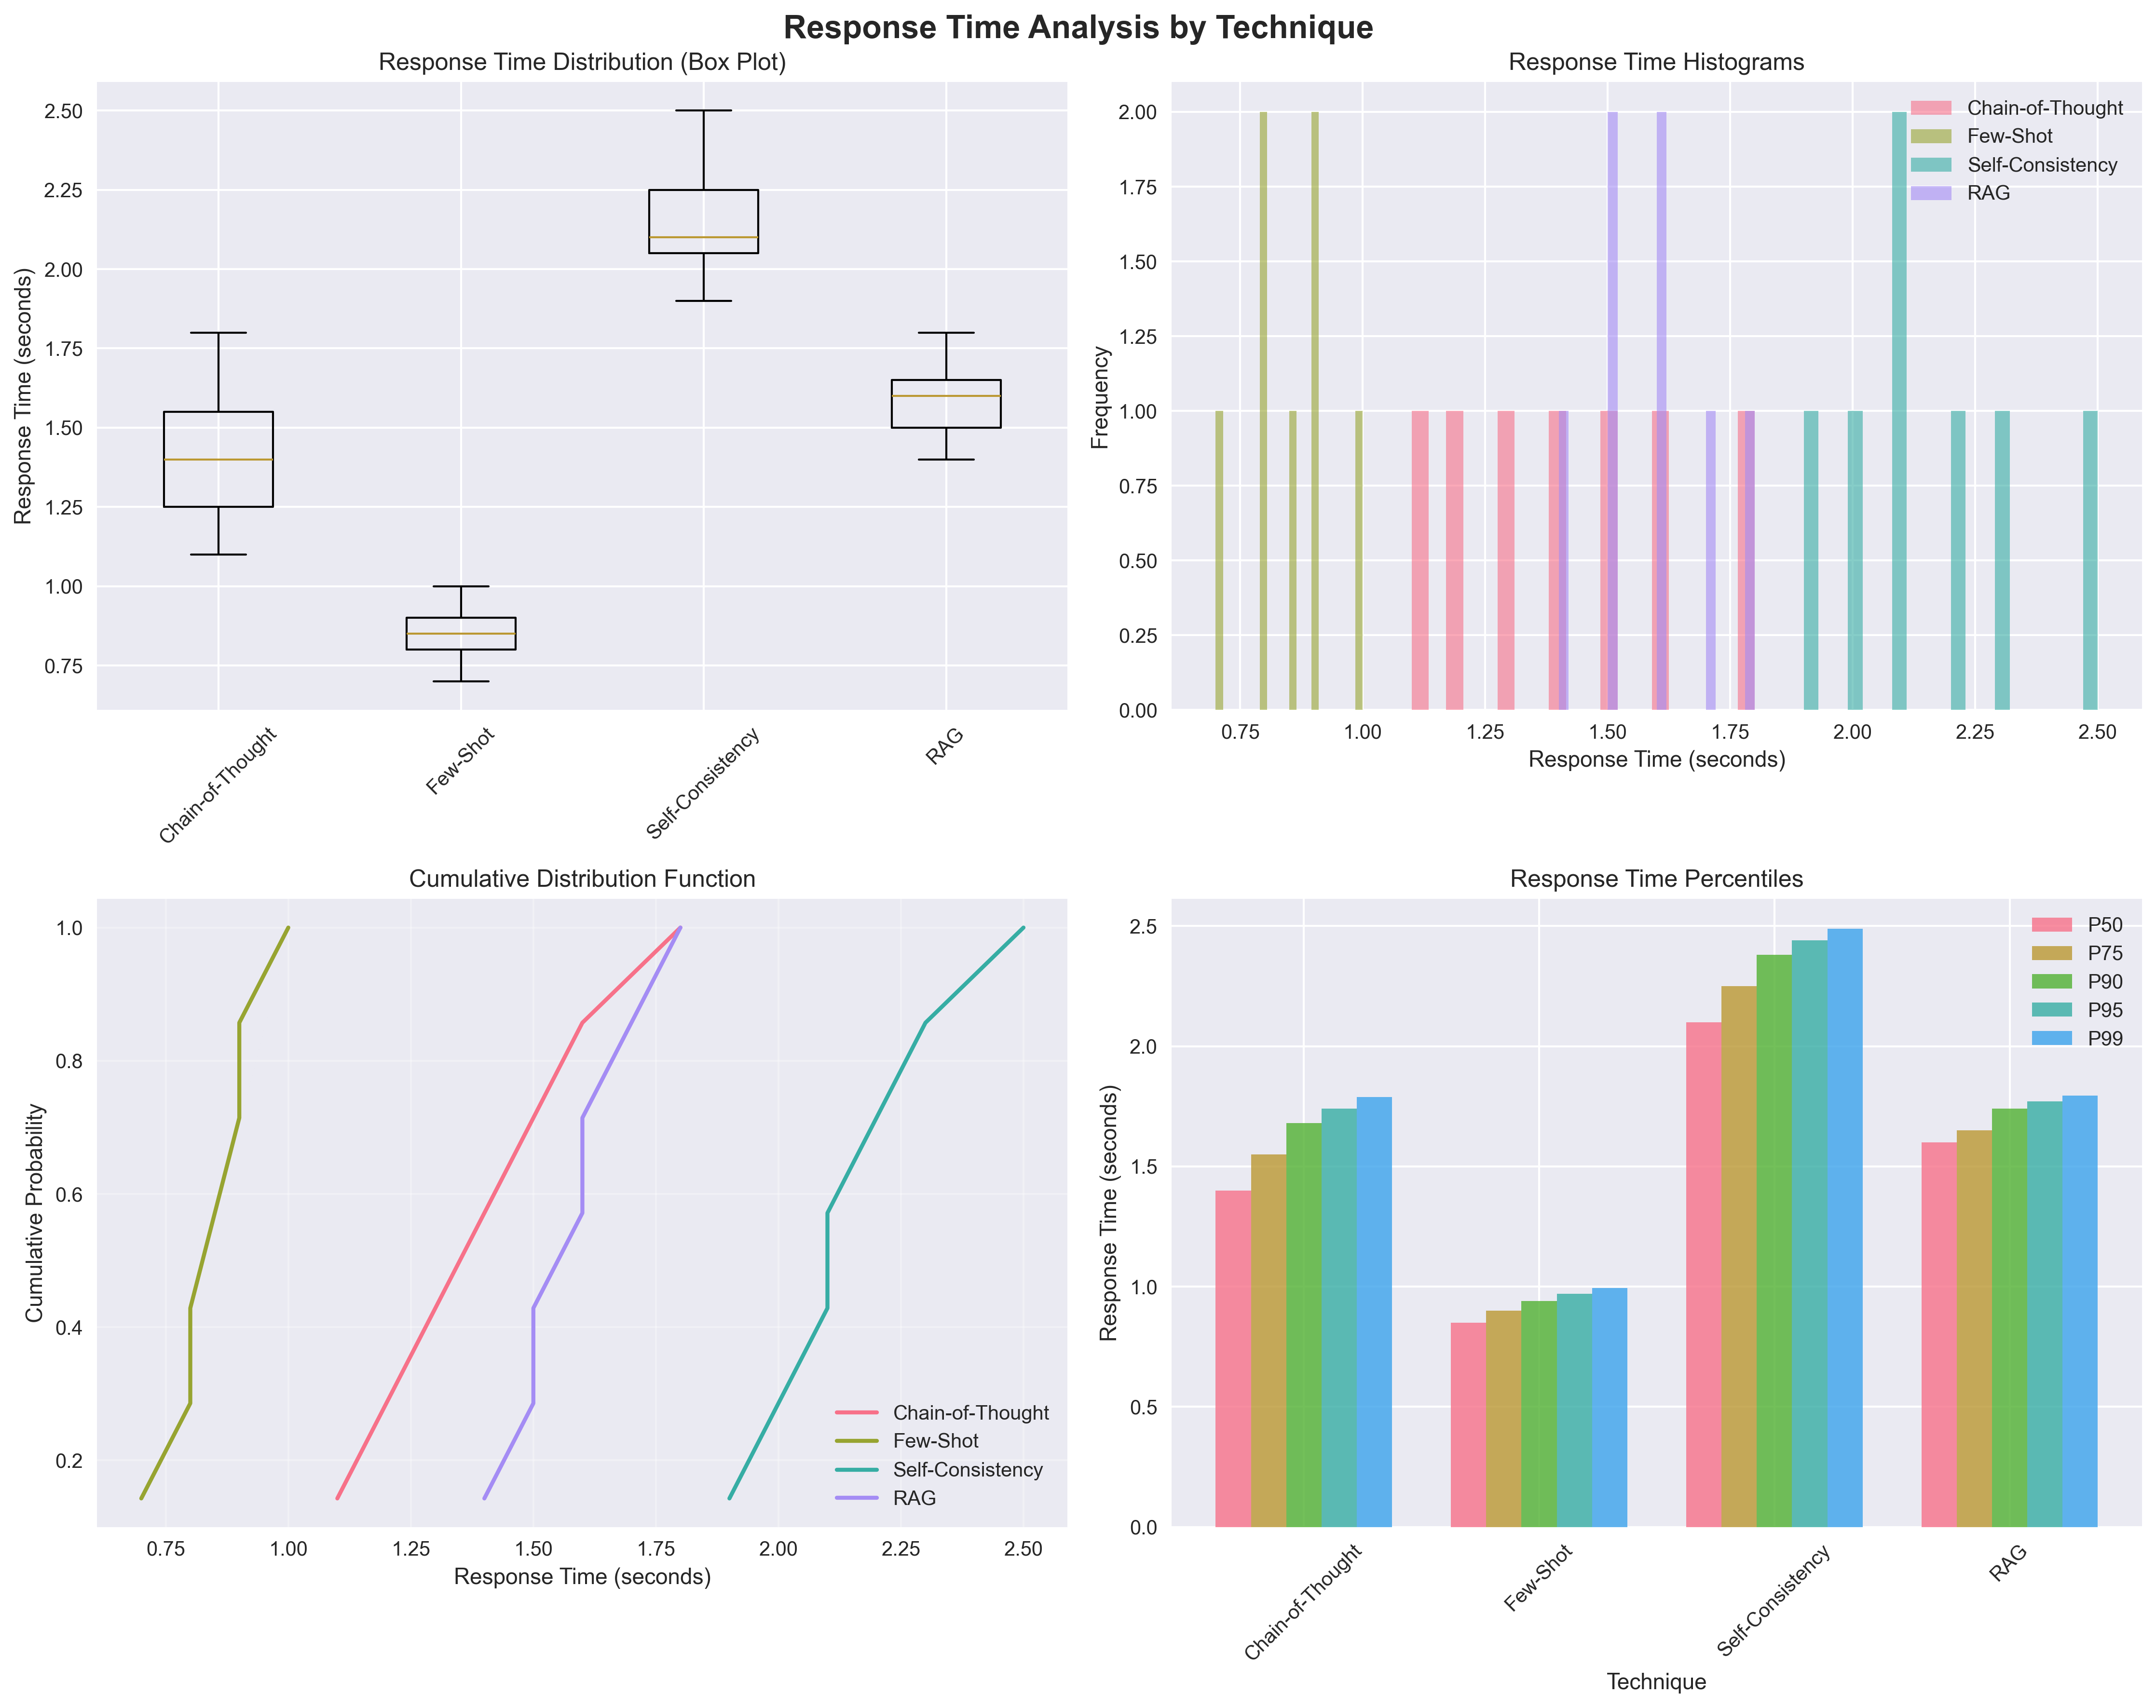 Response Time Analysis by Technique
Response Time Distribution (Box Plot)
Response Time (seconds)
2.50
2.25
2.00
1.75
1.50
1.25
1.00
0.75
Chain-of-Thought
Few-Shot
Self-Consistency
RAG
Response Time Histograms
Frequency
2.00
1.75
1.50
1.25
1.00
0.75
0.50
0.25
0.00
Chain-of-Thought
Few-Shot
Self-Consistency
RAG
0.75 1.00 1.25 1.50 1.75 2.00 2.25 2.50
Response Time (seconds)
Cumulative Distribution Function
Cumulative Probability
1.0
0.8
0.6
0.4
0.2
Chain-of-Thought
Few-Shot
Self-Consistency
RAG
0.75 1.00 1.25 1.50 1.75 2.00 2.25 2.50
Response Time (seconds)
Response Time Percentiles
Response Time (seconds)
2.5
2.0
1.5
1.0
0.5
0.0
P50
P75
P90
P95
P99
Chain-of-Thought
Few-Shot
Self-Consistency
RAG
Technique